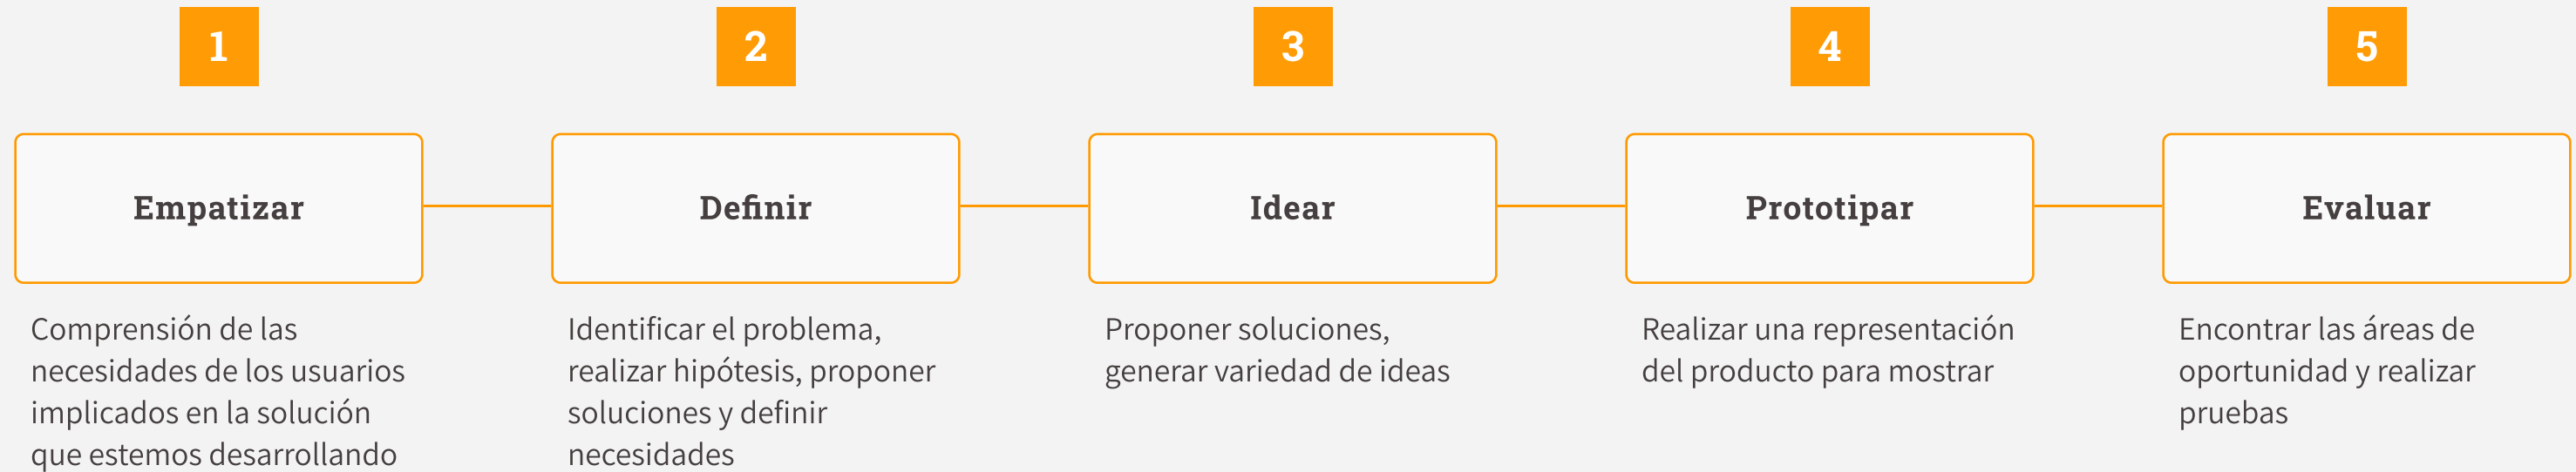 1
2
3
4
5
Empatizar
Definir
Idear
Prototipar
Evaluar
Comprensión de las
necesidades de los usuarios
implicados en la solución
que estemos desarrollando
Identificar el problema,
realizar hipótesis, proponer
soluciones y definir
necesidades
Proponer soluciones,
generar variedad de ideas
Realizar una representación
del producto para mostrar
Encontrar las áreas de
oportunidad y realizar
pruebas